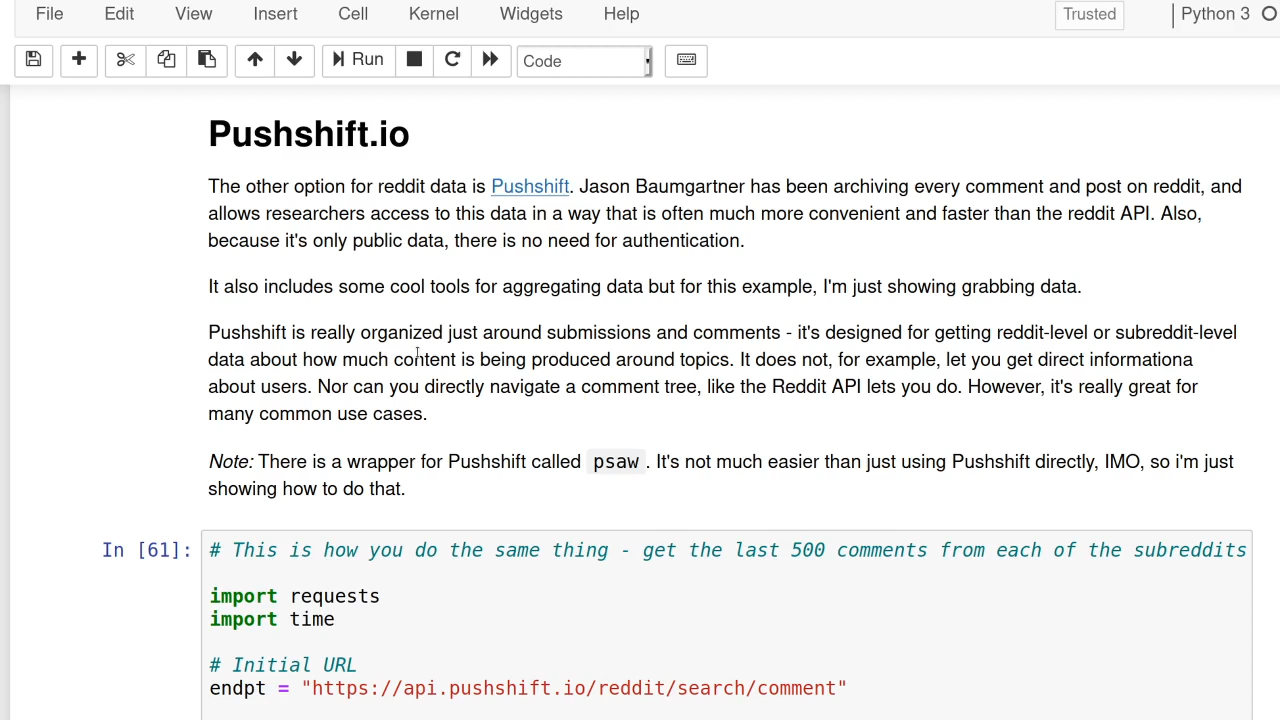 File Edit View Insert Cell Kernel Widgets Help Trusted Python 3
Run Code
Pushshift.io
The other option for reddit data is Pushshift. Jason Baumgartner has been archiving every comment and post on reddit, and
allows researchers access to this data in a way that is often much more convenient and faster than the reddit API. Also,
because it's only public data, there is no need for authentication.
It also includes some cool tools for aggregating data but for this example, I'm just showing grabbing data.
Pushshift is really organized just around submissions and comments - it's designed for getting reddit-level or subreddit-level
data about how much content is being produced around topics. It does not, for example, let you get direct informationa
about users. Nor can you directly navigate a comment tree, like the Reddit API lets you do. However, it's really great for
many common use cases.
Note: There is a wrapper for Pushshift called psaw . It's not much easier than just using Pushshift directly, IMO, so i'm just
showing how to do that.
In [61]: # This is how you do the same thing - get the last 500 comments from each of the subreddits
import requests
import time
# Initial URL
endpt = "https://api.pushshift.io/reddit/search/comment"